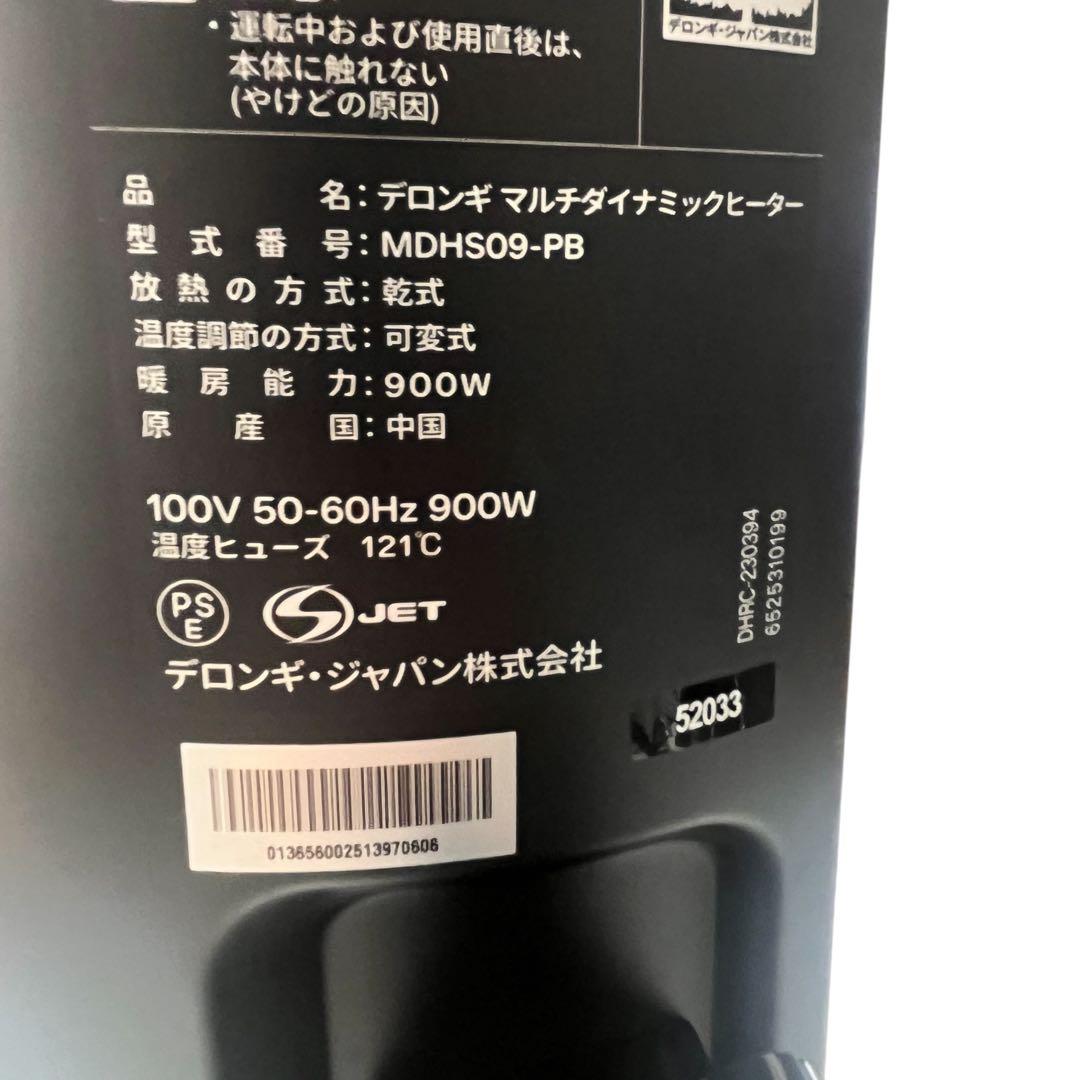 ・運転中および使用直後は、
本体に触れない
(やけどの原因)
デロンギ・ジャパン株式会社
品名：デロンギ マルチダイナミックヒーター
型式番号：MDHS09-PB
放熱の方式：乾式
温度調節の方式：可変式
暖房能力：900W
原産国：中国
100V 50-60Hz 900W
温度ヒューズ 121℃
PS
E
JET
デロンギ・ジャパン株式会社
DHRC-230394
6525310199
52033
013656002513970606